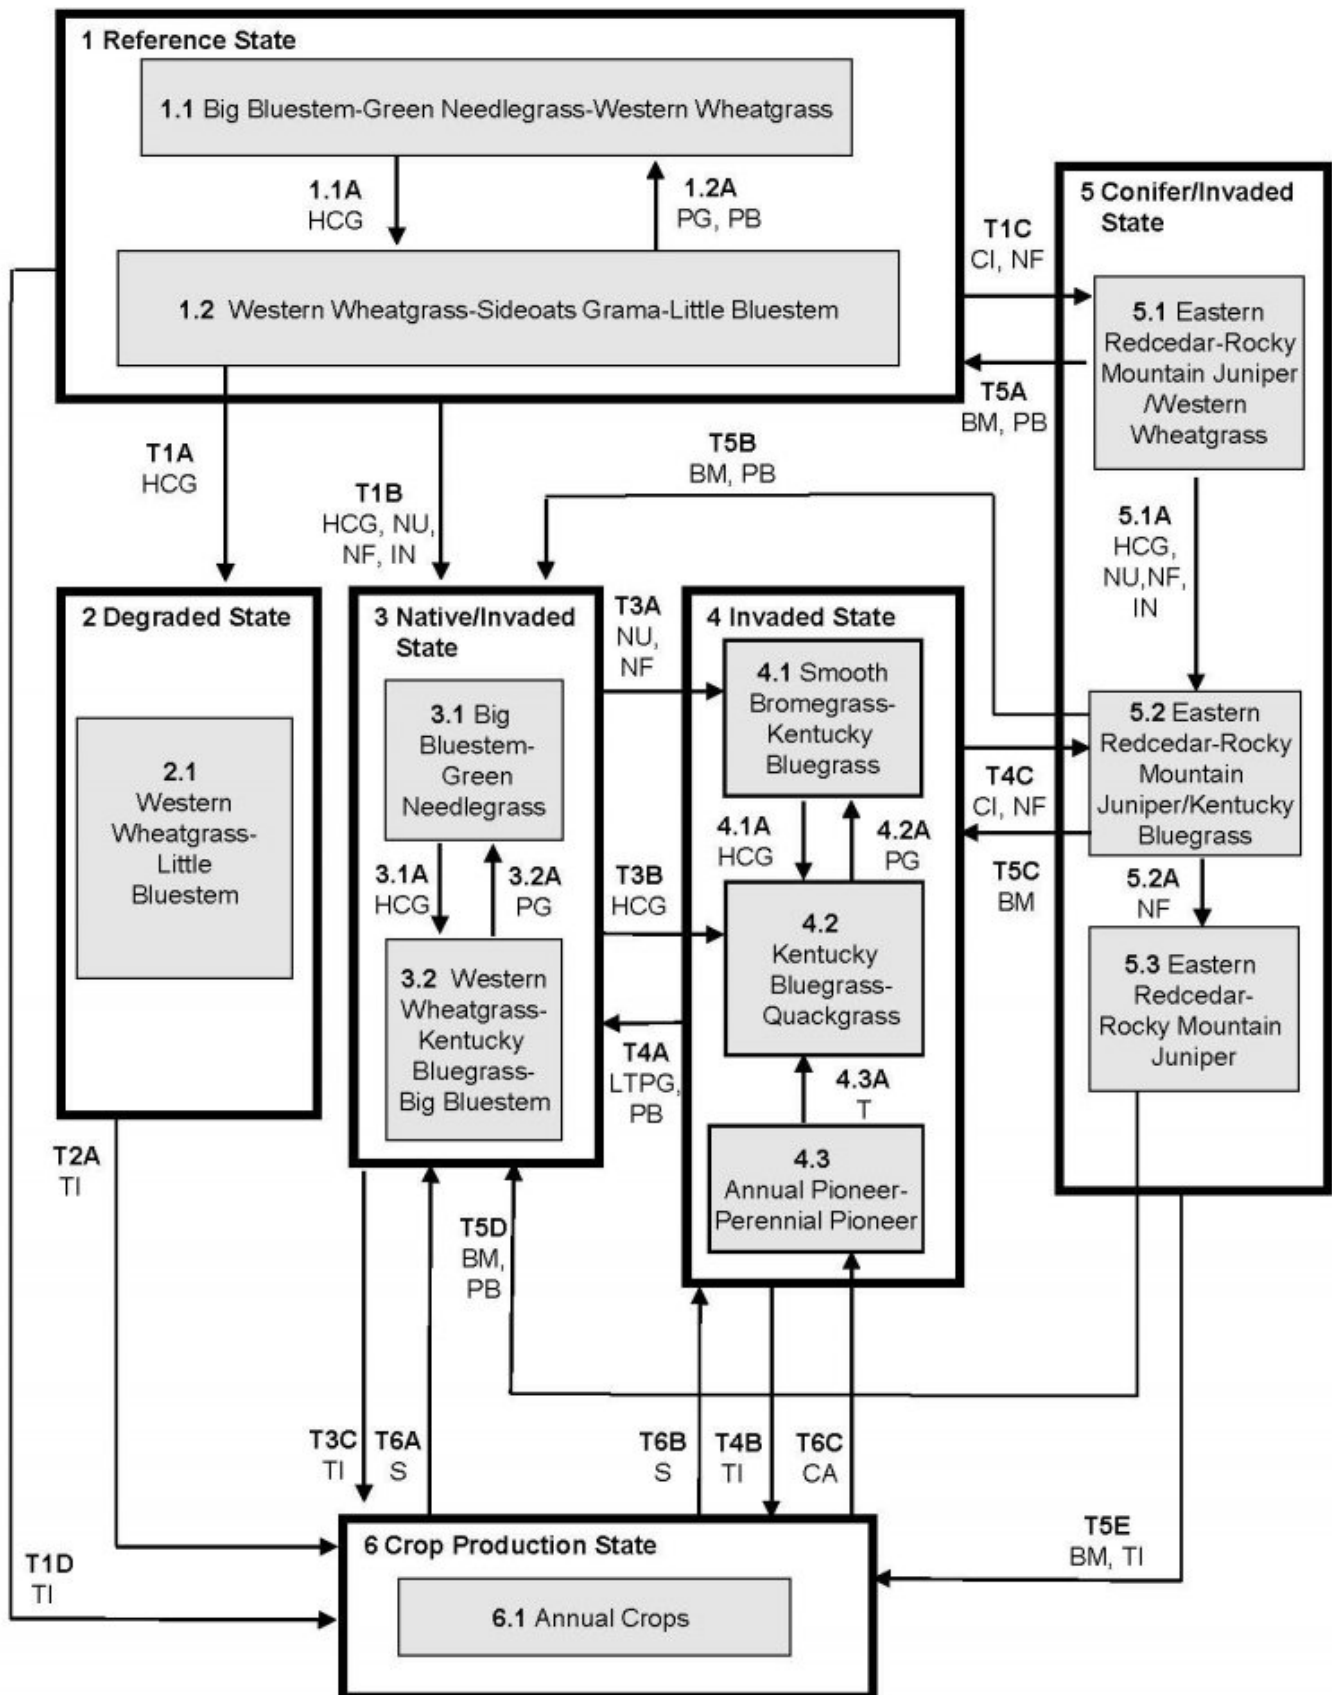 1 Reference State
1.1 Big Bluestem-Green Needlegrass-Western Wheatgrass
1.1A
HCG
1.2A
PG, PB
1.2 Western Wheatgrass-Sideoats Grama-Little Bluestem
T1C
CI, NF
T5A
BM, PB
5 Conifer/Invaded
State
5.1 Eastern
Redcedar-Rocky
Mountain Juniper
/Western
Wheatgrass
T1A
HCG
T1B
HCG, NU,
NF, IN
T5B
BM, PB
5.1A
HCG,
NU,NF,
IN
2 Degraded State
2.1
Western
Wheatgrass-
Little
Bluestem
3 Native/Invaded
State
3.1 Big
Bluestem-
Green
Needlegrass
3.1A
HCG
3.2A
PG
3.2 Western
Wheatgrass-
Kentucky
Bluegrass-
Big Bluestem
T3A
NU,
NF
T3B
HCG
T4A
LTPG,
PB
4 Invaded State
4.1 Smooth
Bromegrass-
Kentucky
Bluegrass
4.1A
HCG
4.2A
PG
4.2
Kentucky
Bluegrass-
Quackgrass
4.3A
T
4.3
Annual Pioneer-
Perennial Pioneer
T4C
CI, NF
T5C
BM
5.2 Eastern
Redcedar-Rocky
Mountain
Juniper/Kentucky
Bluegrass
5.2A
NF
5.3 Eastern
Redcedar-
Rocky Mountain
Juniper
T2A
TI
T5D
BM,
PB
T3C
TI
T6A
S
T6B
S
T4B
TI
T6C
CA
T5E
BM, TI
T1D
TI
6 Crop Production State
6.1 Annual Crops